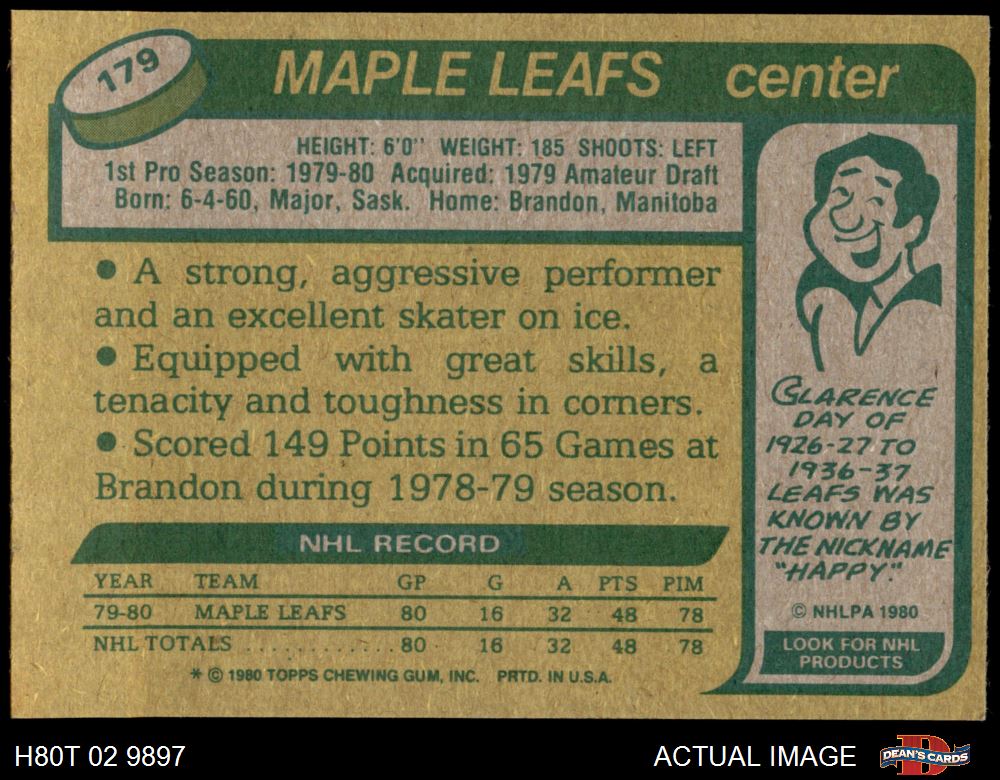 179
MAPLE LEAFS center
HEIGHT: 6'0" WEIGHT: 185 SHOOTS: LEFT
1st Pro Season: 1979-80 Acquired: 1979 Amateur Draft
Born: 6-4-60, Major, Sask. Home: Brandon, Manitoba
• A strong, aggressive performer
and an excellent skater on ice.
• Equipped with great skills, a
tenacity and toughness in corners.
• Scored 149 Points in 65 Games at
Brandon during 1978-79 season.
NHL RECORD
YEAR TEAM GP G A PTS PIM
79-80 MAPLE LEAFS 80 16 32 48 78
NHL TOTALS ............ 80 16 32 48 78
* © 1980 TOPPS CHEWING GUM, INC. PRTD. IN U.S.A.
CLARENCE
DAY OF
1926-27 TO
1936-37
LEAFS WAS
KNOWN BY
THE NICKNAME
"HAPPY."
© NHLPA 1980
LOOK FOR NHL
PRODUCTS
H80T 02 9897
ACTUAL IMAGE
DEAN'S CARDS